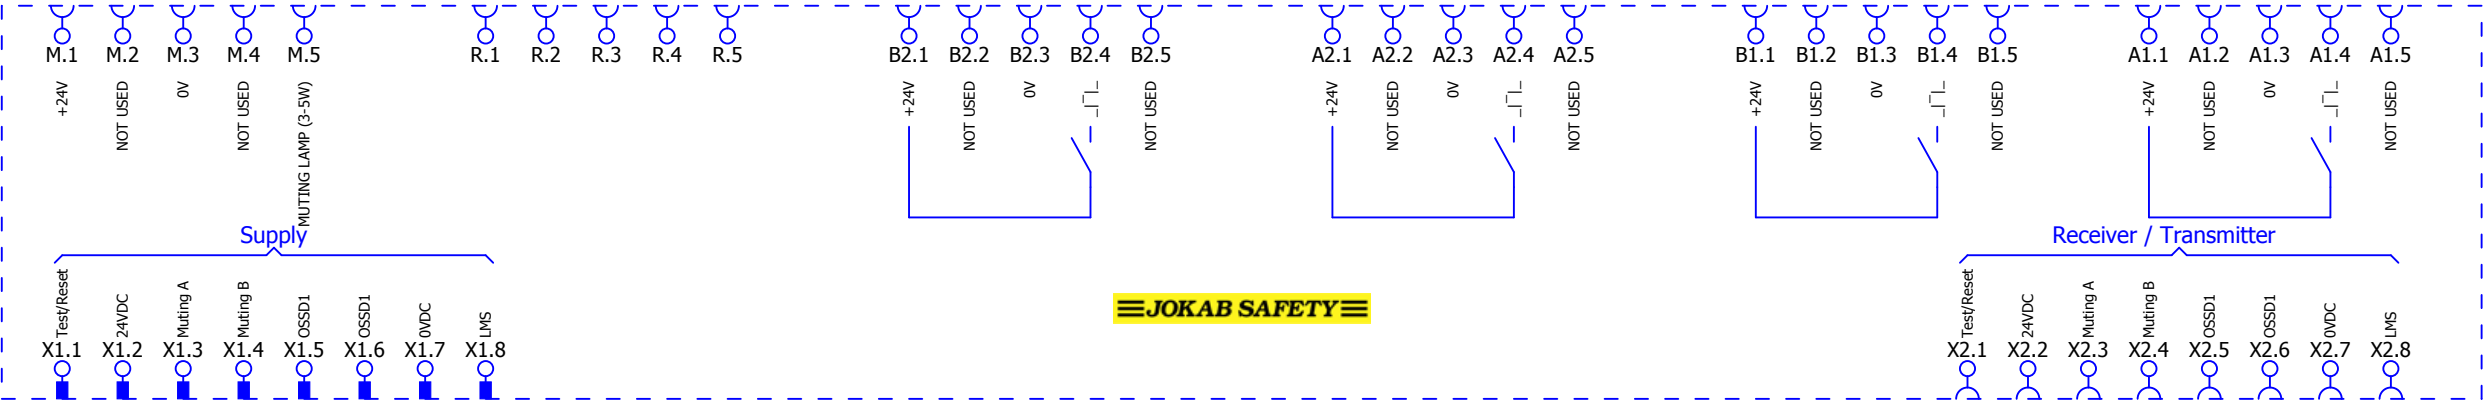 M.1 M.2 M.3 M.4 M.5 R.1 R.2 R.3 R.4 R.5 B2.1 B2.2 B2.3 B2.4 B2.5 A2.1 A2.2 A2.3 A2.4 A2.5 B1.1 B1.2 B1.3 B1.4 B1.5 A1.1 A1.2 A1.3 A1.4 A1.5
+24V
NOT USED
0V
NOT USED
MUTING LAMP (3-5W)
+24V
NOT USED
0V
NOT USED
+24V
NOT USED
0V
NOT USED
+24V
NOT USED
0V
NOT USED
+24V
NOT USED
0V
NOT USED
Supply
Receiver / Transmitter
Test/Reset
24VDC
Muting A
Muting B
OSSD1
OSSD1
0VDC
LMS
JOKAB SAFETY
Test/Reset
24VDC
Muting A
Muting B
OSSD1
OSSD1
0VDC
LMS
X1.1 X1.2 X1.3 X1.4 X1.5 X1.6 X1.7 X1.8 X2.1 X2.2 X2.3 X2.4 X2.5 X2.6 X2.7 X2.8